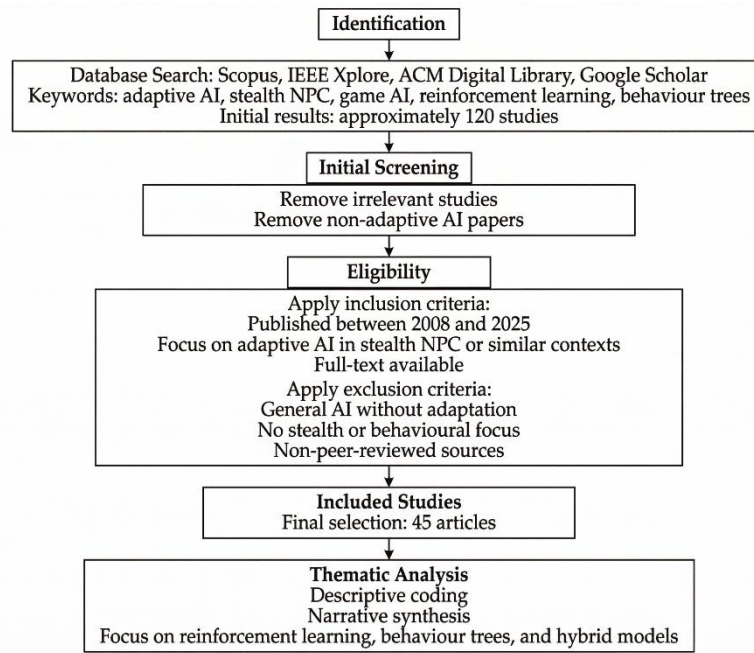 Identification
Database Search: Scopus, IEEE Xplore, ACM Digital Library, Google Scholar
Keywords: adaptive AI, stealth NPC, game AI, reinforcement learning, behaviour trees
Initial results: approximately 120 studies
Initial Screening
Remove irrelevant studies
Remove non-adaptive AI papers
Eligibility
Apply inclusion criteria:
Published between 2008 and 2025
Focus on adaptive AI in stealth NPC or similar contexts
Full-text available
Apply exclusion criteria:
General AI without adaptation
No stealth or behavioural focus
Non-peer-reviewed sources
Included Studies
Final selection: 45 articles
Thematic Analysis
Descriptive coding
Narrative synthesis
Focus on reinforcement learning, behaviour trees, and hybrid models